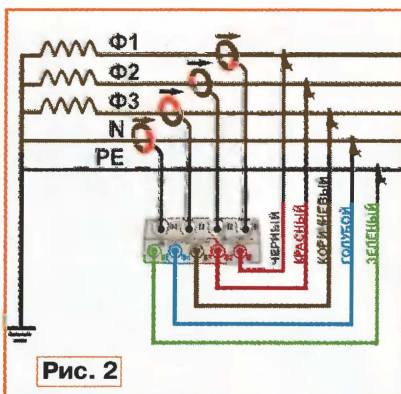 Ф1
Ф2
Ф3
N
PE
ЧЕРНЫЙ
КРАСНЫЙ
КОРИЧНЕВЫЙ
ГОЛУБОЙ
ЗЕЛЕНЫЙ
Рис. 2